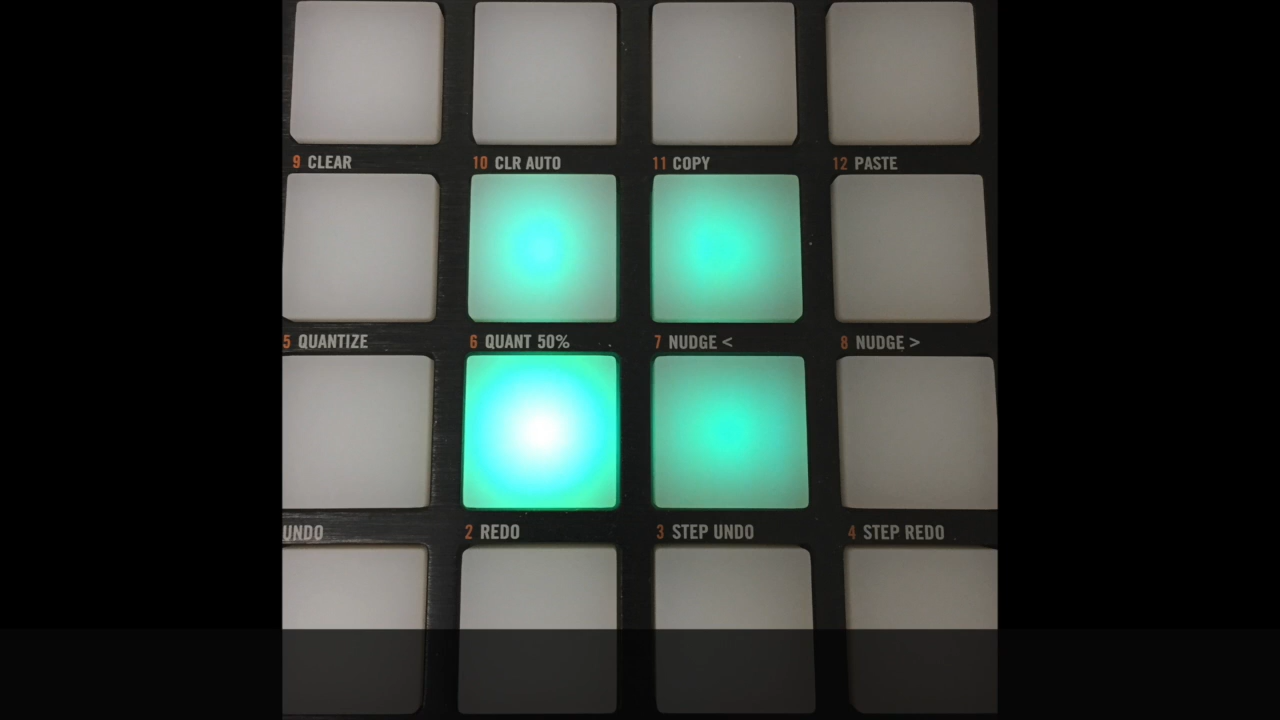 9 CLEAR 10 CLR AUTO 11 COPY 12 PASTE
5 QUANTIZE 6 QUANT 50% 7 NUDGE < 8 NUDGE >
UNDO 2 REDO 3 STEP UNDO 4 STEP REDO